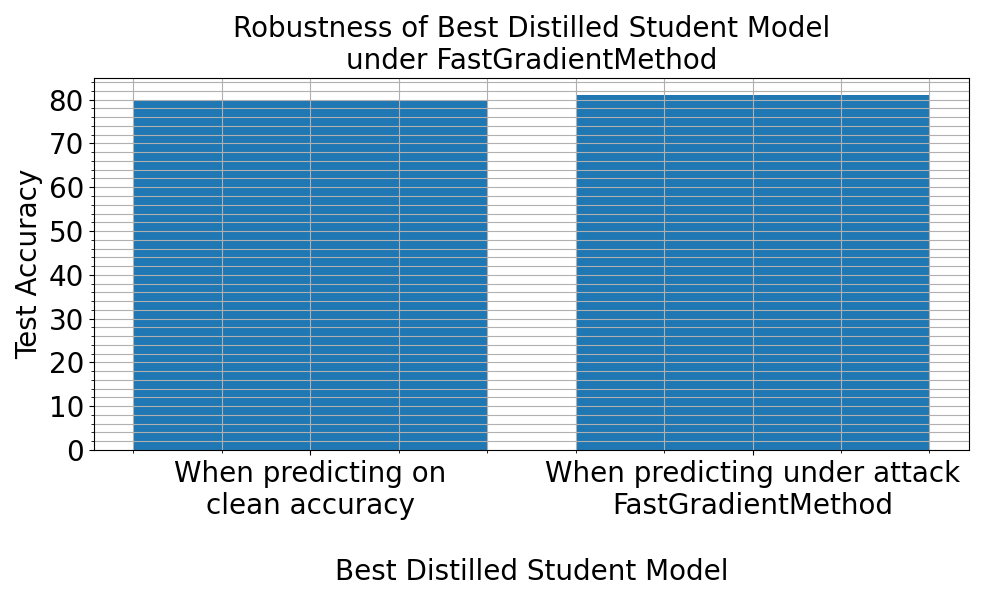 Robustness of Best Distilled Student Model
under FastGradientMethod
Test Accuracy
80
70
60
50
40
30
20
10
0
When predicting on
clean accuracy
When predicting under attack
FastGradientMethod
Best Distilled Student Model